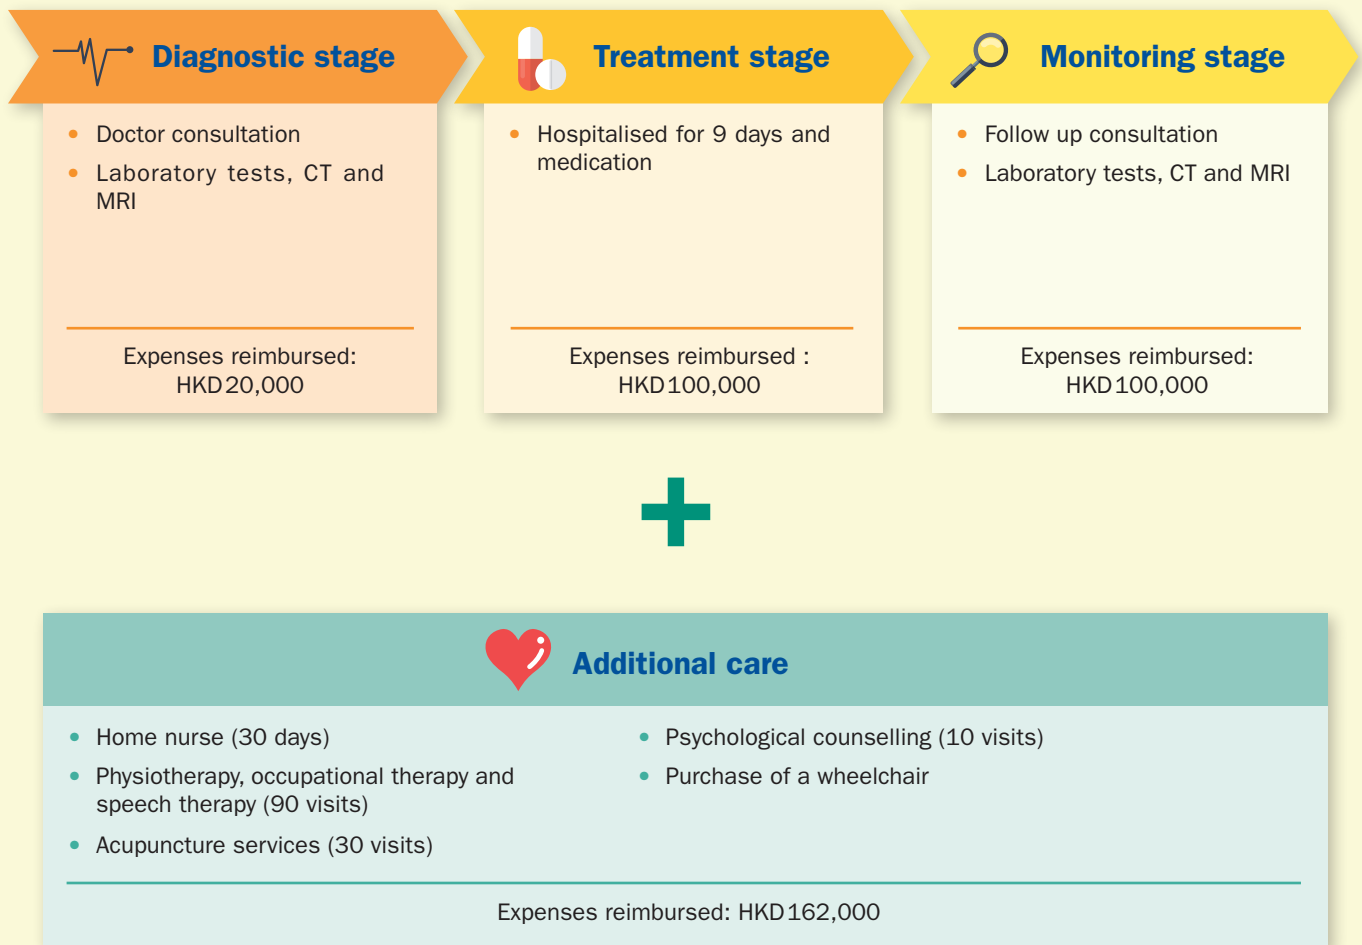 Diagnostic stage
• Doctor consultation
• Laboratory tests, CT and
MRI
Expenses reimbursed:
HKD20,000
Treatment stage
• Hospitalised for 9 days and
medication
Expenses reimbursed :
HKD100,000
Monitoring stage
• Follow up consultation
• Laboratory tests, CT and MRI
Expenses reimbursed:
HKD100,000
+
Additional care
• Home nurse (30 days)
• Physiotherapy, occupational therapy and
speech therapy (90 visits)
• Acupuncture services (30 visits)
• Psychological counselling (10 visits)
• Purchase of a wheelchair
Expenses reimbursed: HKD162,000